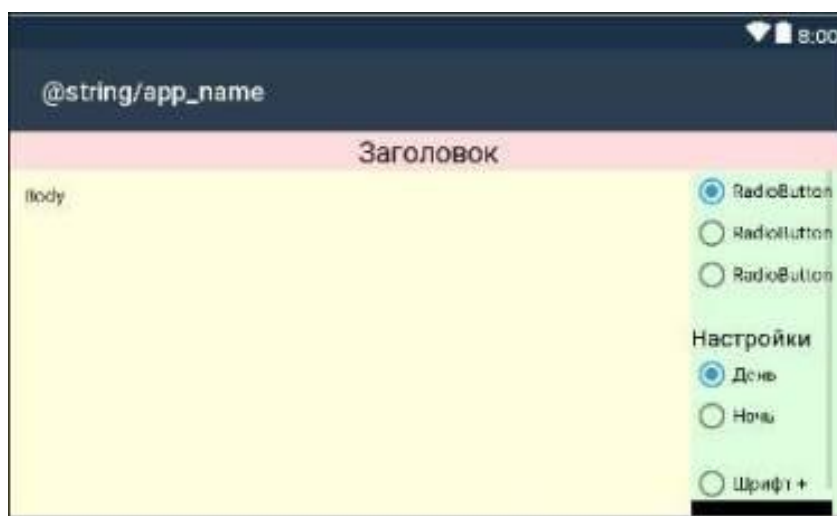 8:00
@string/app_name
Заголовок
Body
RadioButton
RadioButton
RadioButton
Настройки
День
Ночь
Шрифт +